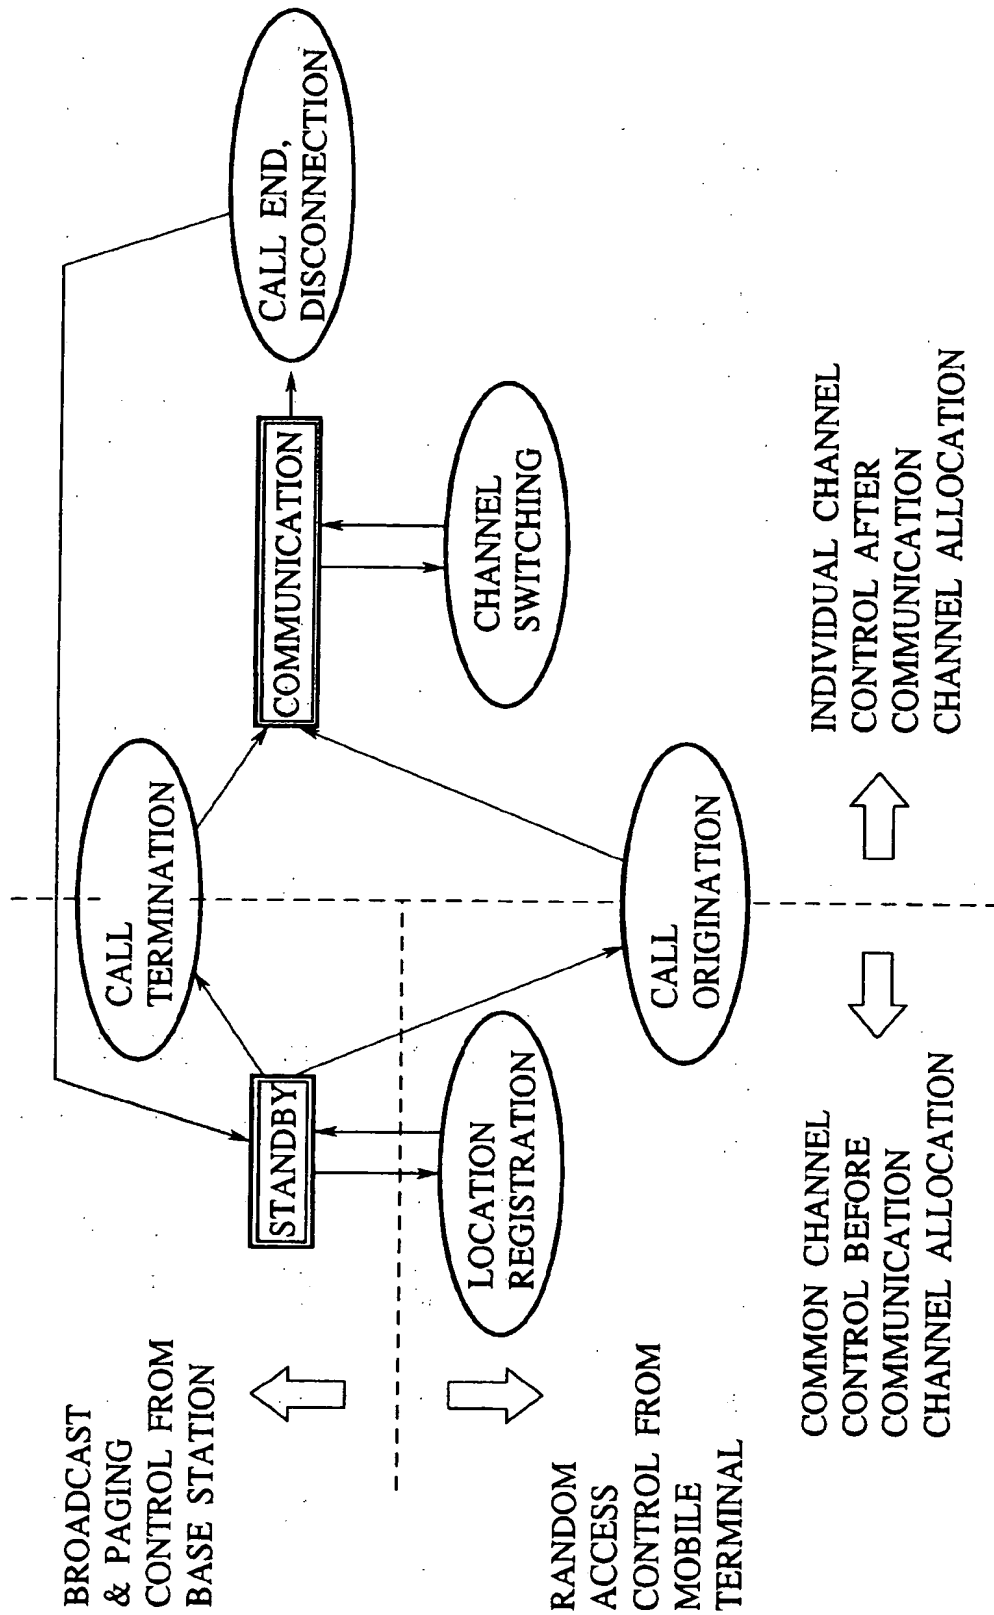 BROADCAST
& PAGING
CONTROL FROM
BASE STATION
RANDOM
ACCESS
CONTROL FROM
MOBILE
TERMINAL
STANDBY
LOCATION
REGISTRATION
CALL
TERMINATION
CALL
ORIGINATION
COMMUNICATION
CHANNEL
SWITCHING
CALL END,
DISCONNECTION
COMMON CHANNEL
CONTROL BEFORE
COMMUNICATION
CHANNEL ALLOCATION
INDIVIDUAL CHANNEL
CONTROL AFTER
COMMUNICATION
CHANNEL ALLOCATION